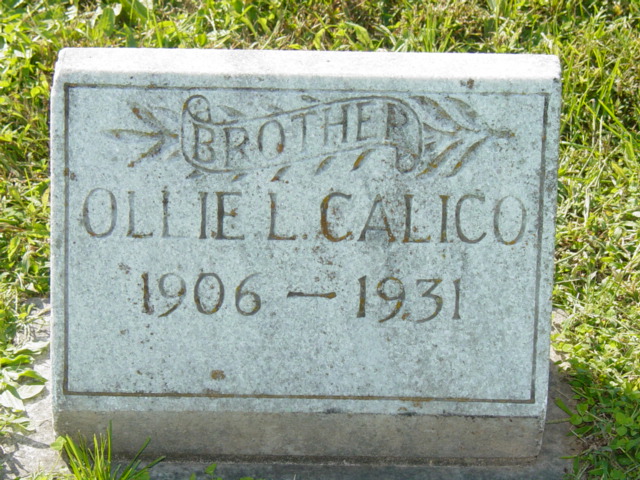 BROTHER
OLLIE L. CALICO
1906 — 1931